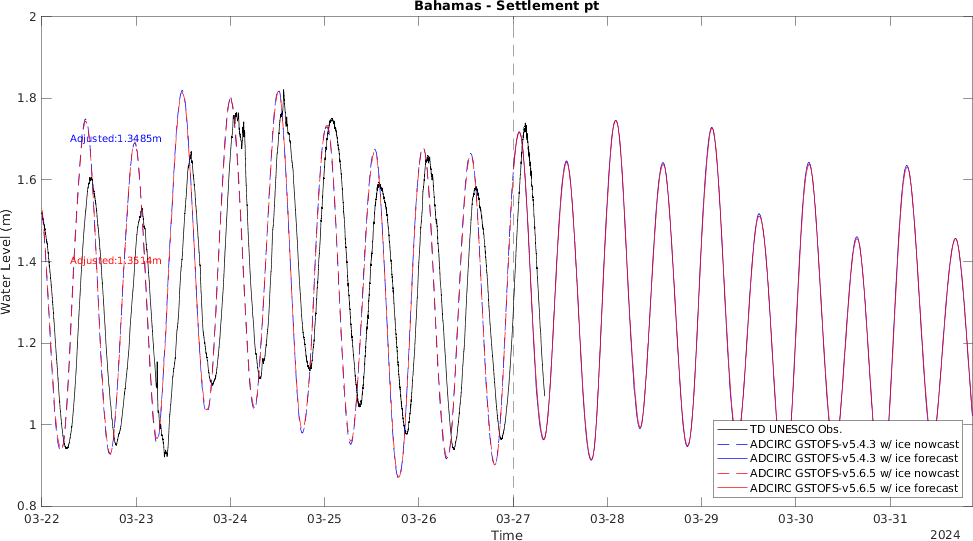 Bahamas - Settlement pt
2
1.8
1.6
1.4
1.2
1
0.8
Water Level (m)
Adjusted:1.3485m
Adjusted:1.3514m
TD UNESCO Obs.
ADCIRC GSTOFS-v5.4.3 w/ ice nowcast
ADCIRC GSTOFS-v5.4.3 w/ ice forecast
ADCIRC GSTOFS-v5.6.5 w/ ice nowcast
ADCIRC GSTOFS-v5.6.5 w/ ice forecast
03-22 03-23 03-24 03-25 03-26 03-27 03-28 03-29 03-30 03-31
Time
2024